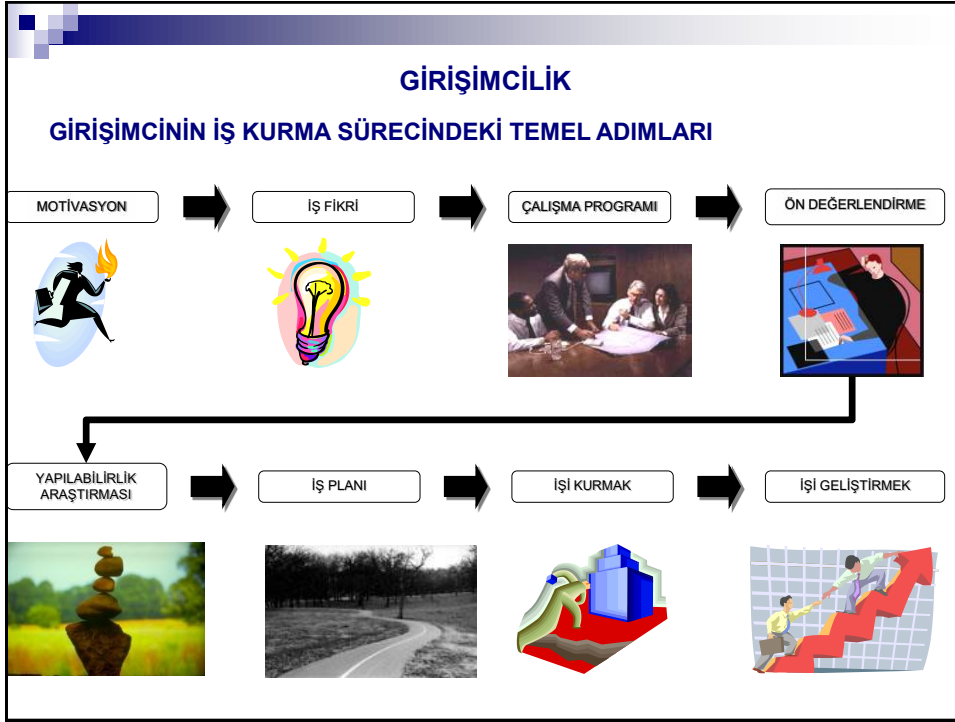 GİRİŞİMCİLİK
GİRİŞİMCİNİN İŞ KURMA SÜRECİNDEKİ TEMEL ADIMLARI
MOTİVASYON
İŞ FİKRİ
ÇALIŞMA PROGRAMI
ÖN DEĞERLENDİRME
YAPILABİLİRLİK
ARAŞTIRMASI
İŞ PLANI
İŞİ KURMAK
İŞİ GELİŞTİRMEK